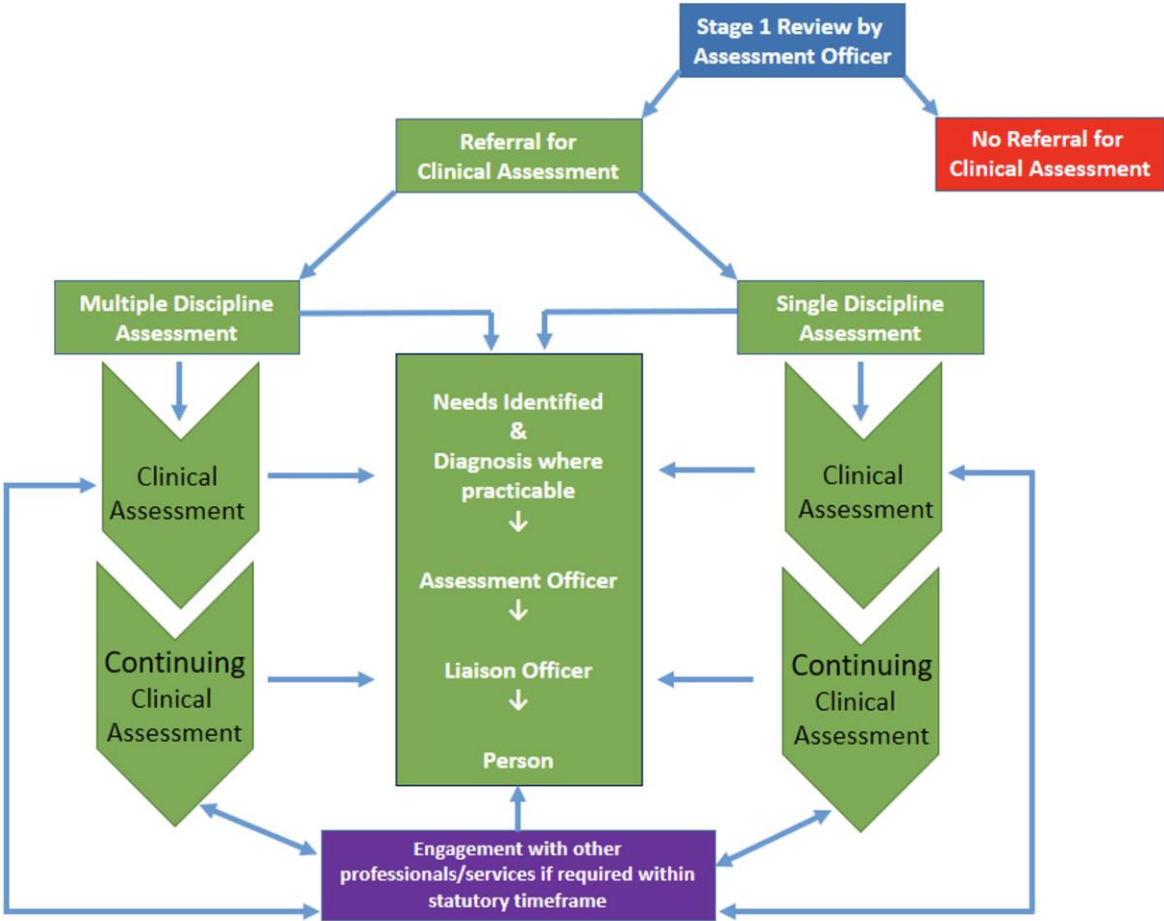 Stage 1 Review by
Assessment Officer
Referral for
Clinical Assessment
No Referral for
Clinical Assessment
Multiple Discipline
Assessment
Single Discipline
Assessment
Needs Identified
&
Diagnosis where
practicable
↓
Assessment Officer
↓
Liaison Officer
↓
Person
Clinical
Assessment
Clinical
Assessment
Continuing
Clinical
Assessment
Continuing
Clinical
Assessment
Engagement with other
professionals/services if required within
statutory timeframe